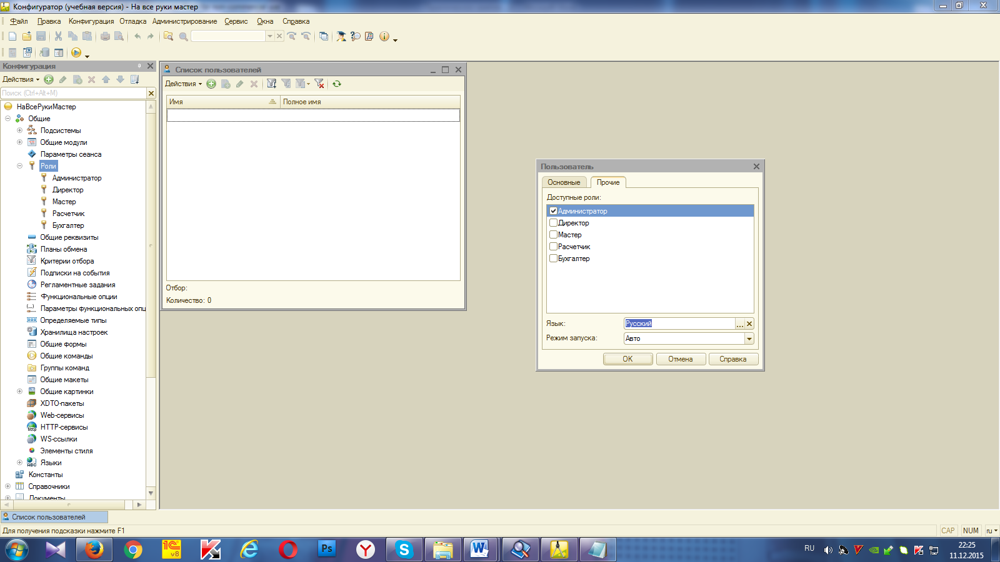 Конфигуратор (учебная версия) - На все руки мастер
Файл Правка Конфигурация Отладка Администрирование Сервис Окна Справка
Конфигурация
Действия
Поиск (Ctrl+Alt+M)
НаВсеРукиМастер
Общие
Подсистемы
Общие модули
Параметры сеанса
Роли
Администратор
Директор
Мастер
Расчетчик
Бухгалтер
Общие реквизиты
Планы обмена
Критерии отбора
Подписки на события
Регламентные задания
Функциональные опции
Параметры функциональных опц
Определяемые типы
Хранилища настроек
Общие формы
Общие команды
Группы команд
Общие макеты
Общие картинки
XDTO-пакеты
Web-сервисы
HTTP-сервисы
WS-ссылки
Элементы стиля
Языки
Константы
Справочники
Документы
Список пользователей
Действия
Имя Полное имя
Отбор:
Количество: 0
Пользователь
Основные Прочие
Доступные роли:
Администратор
Директор
Мастер
Расчетчик
Бухгалтер
Язык: Русский
Режим запуска: Авто
OK Отмена Справка
Список пользователей
Для получения подсказки нажмите F1
CAP NUM ru
RU
22:25
11.12.2015